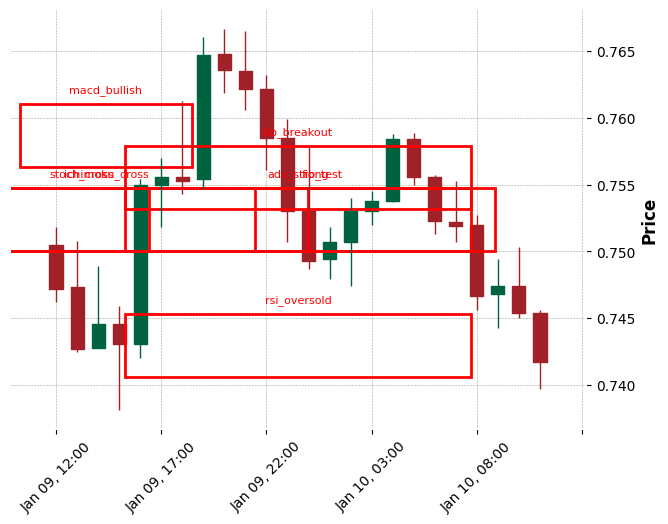 macd_bullish
fib_breakout
stoch_cross
ichimoku_cross
adx_strong
fib_test
rsi_oversold
0.765
0.760
0.755
0.750
0.745
0.740
Price
Jan 09, 12:00
Jan 09, 17:00
Jan 09, 22:00
Jan 10, 03:00
Jan 10, 08:00